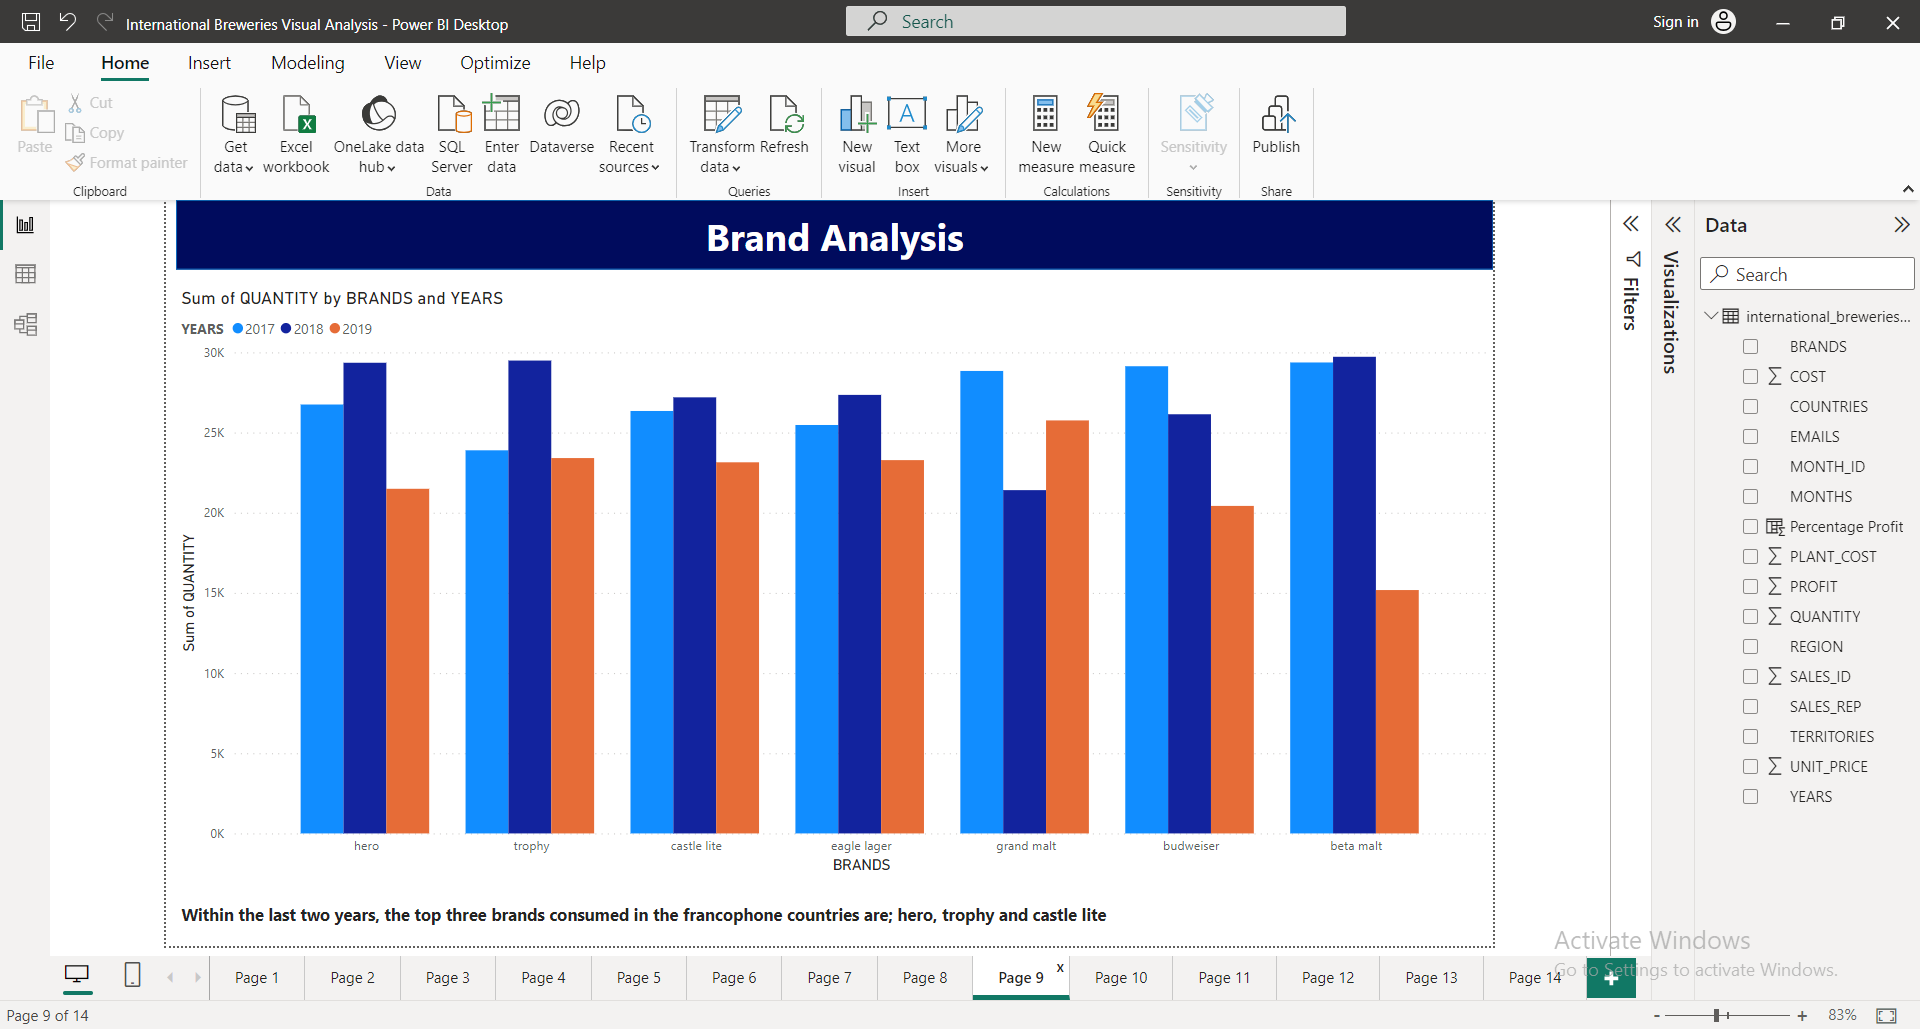 International Breweries Visual Analysis - Power BI Desktop
Search
Sign in
File Home Insert Modeling View Optimize Help
Paste
Cut
Copy
Format painter
Clipboard
Get data
Excel workbook
OneLake data hub
SQL Server
Enter data
Dataverse
Recent sources
Data
Transform data
Refresh
Queries
New visual
Text box
More visuals
Insert
New measure
Quick measure
Calculations
Sensitivity
Sensitivity
Publish
Share
Brand Analysis
Sum of QUANTITY by BRANDS and YEARS
YEARS 2017 2018 2019
30K
25K
20K
15K
10K
5K
0K
Sum of QUANTITY
hero trophy castle lite eagle lager grand malt budweiser beta malt
BRANDS
Within the last two years, the top three brands consumed in the francophone countries are; hero, trophy and castle lite
Filters
Visualizations
Data
Search
international_breweries...
BRANDS
COST
COUNTRIES
EMAILS
MONTH_ID
MONTHS
Percentage Profit
PLANT_COST
PROFIT
QUANTITY
REGION
SALES_ID
SALES_REP
TERRITORIES
UNIT_PRICE
YEARS
Activate Windows
Go to Settings to activate Windows.
Page 1 Page 2 Page 3 Page 4 Page 5 Page 6 Page 7 Page 8 Page 9 x Page 10 Page 11 Page 12 Page 13 Page 14 +
Page 9 of 14
- + 83%